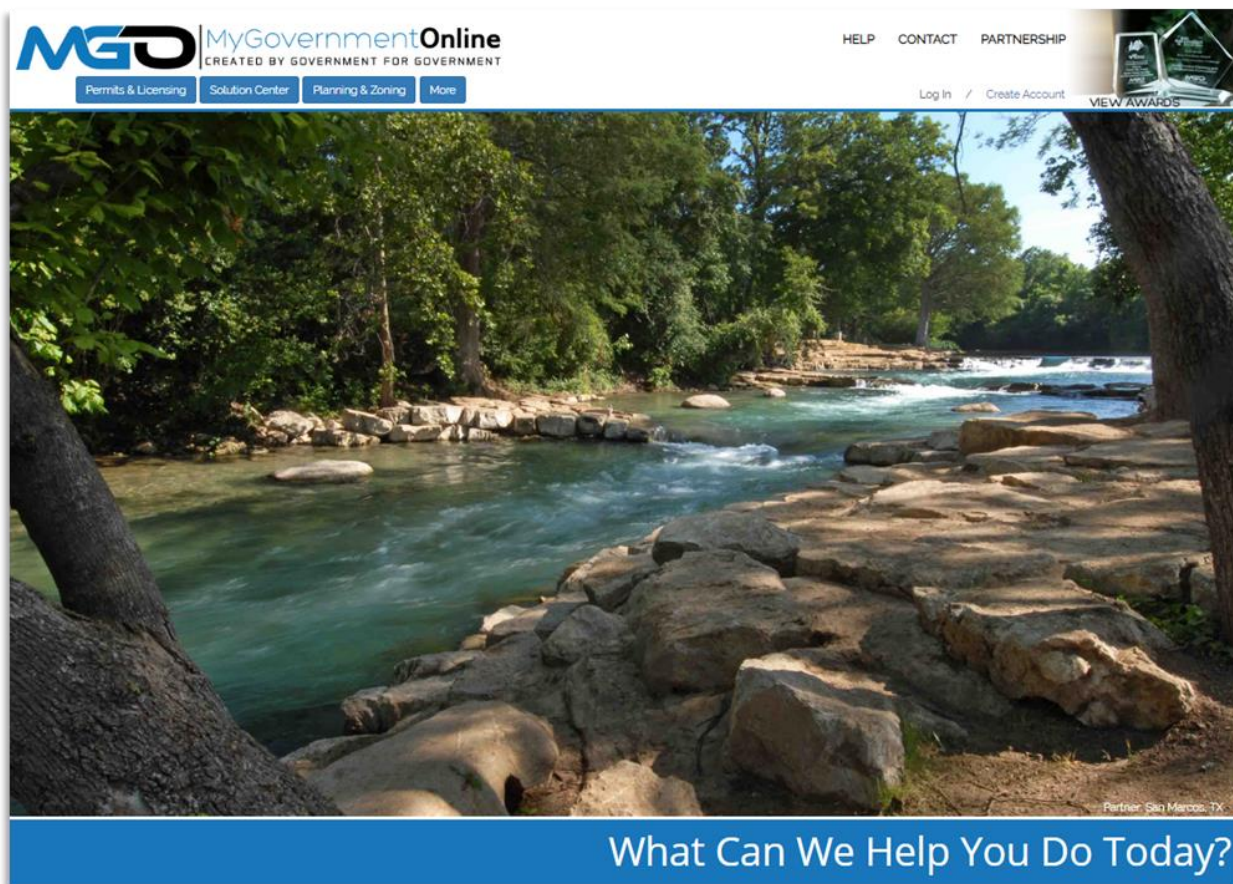 MGO MyGovernmentOnline
CREATED BY GOVERNMENT FOR GOVERNMENT
HELP CONTACT PARTNERSHIP
Permits & Licensing Solution Center Planning & Zoning More
Log In / Create Account
VIEW AWARDS
Partner, San Marcos, TX
What Can We Help You Do Today?